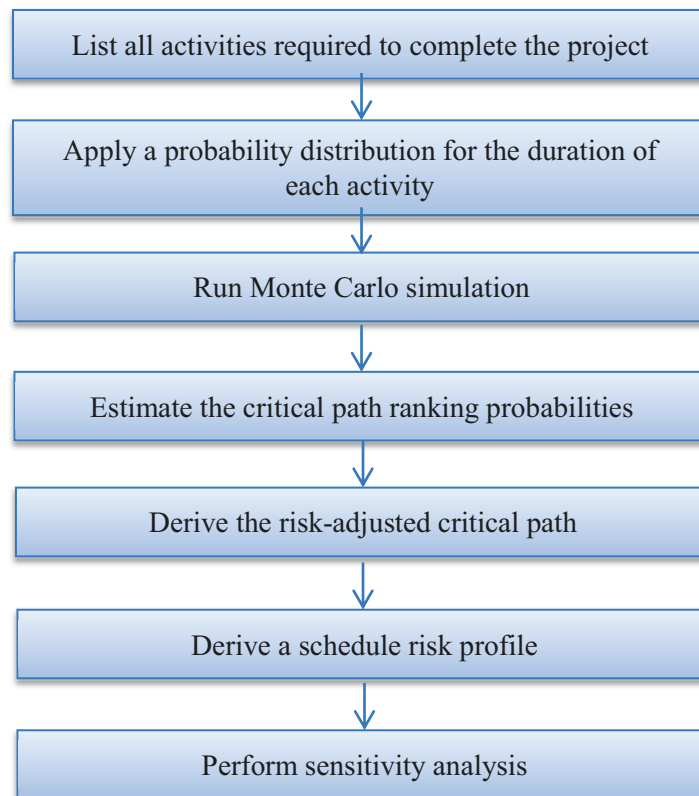 List all activities required to complete the project
Apply a probability distribution for the duration of
each activity
Run Monte Carlo simulation
Estimate the critical path ranking probabilities
Derive the risk-adjusted critical path
Derive a schedule risk profile
Perform sensitivity analysis